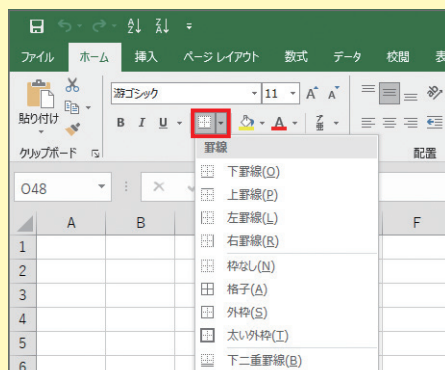 ファイル ホーム 挿入 ページ レイアウト 数式 データ 校閲 表
游ゴシック 11 A A
貼り付け B I U A
クリップボード 配置
罫線
O48
下罫線(O)
上罫線(P)
左罫線(L)
右罫線(R)
枠なし(N)
格子(A)
外枠(S)
太い外枠(T)
下二重罫線(B)
A B F
1
2
3
4
5
6